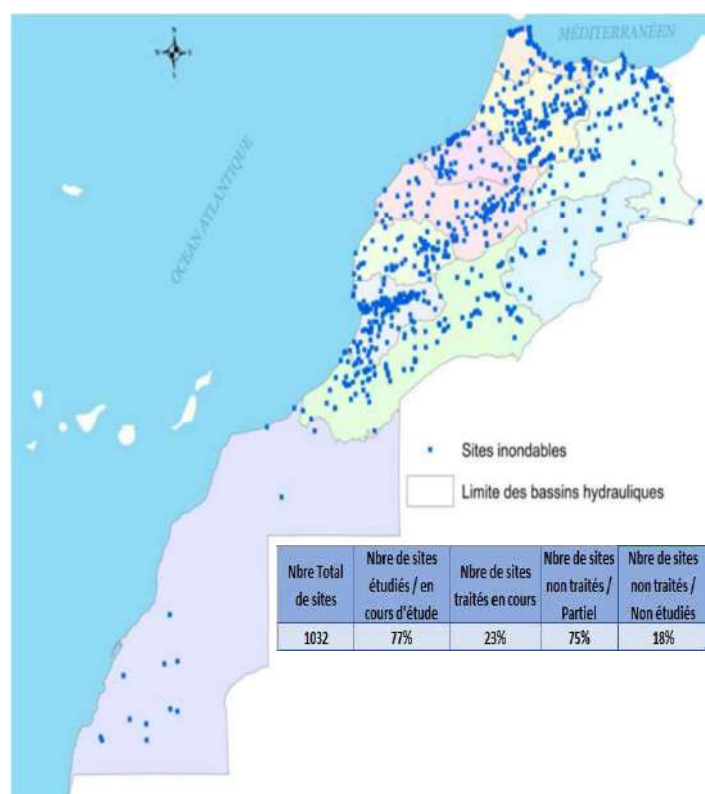 N
W
E
S
MÉDITERRANÉEN
OCEAN ATLANTIQUE
Sites inondables
Limite des bassins hydrauliques
Nbre Total
de sites
Nbre de sites
étudiés / en
cours d'étude
Nbre de sites
traités en cours
Nbre de sites
non traités /
Partiel
Nbre de sites
non traités /
Non étudiés
1032
77%
23%
75%
18%